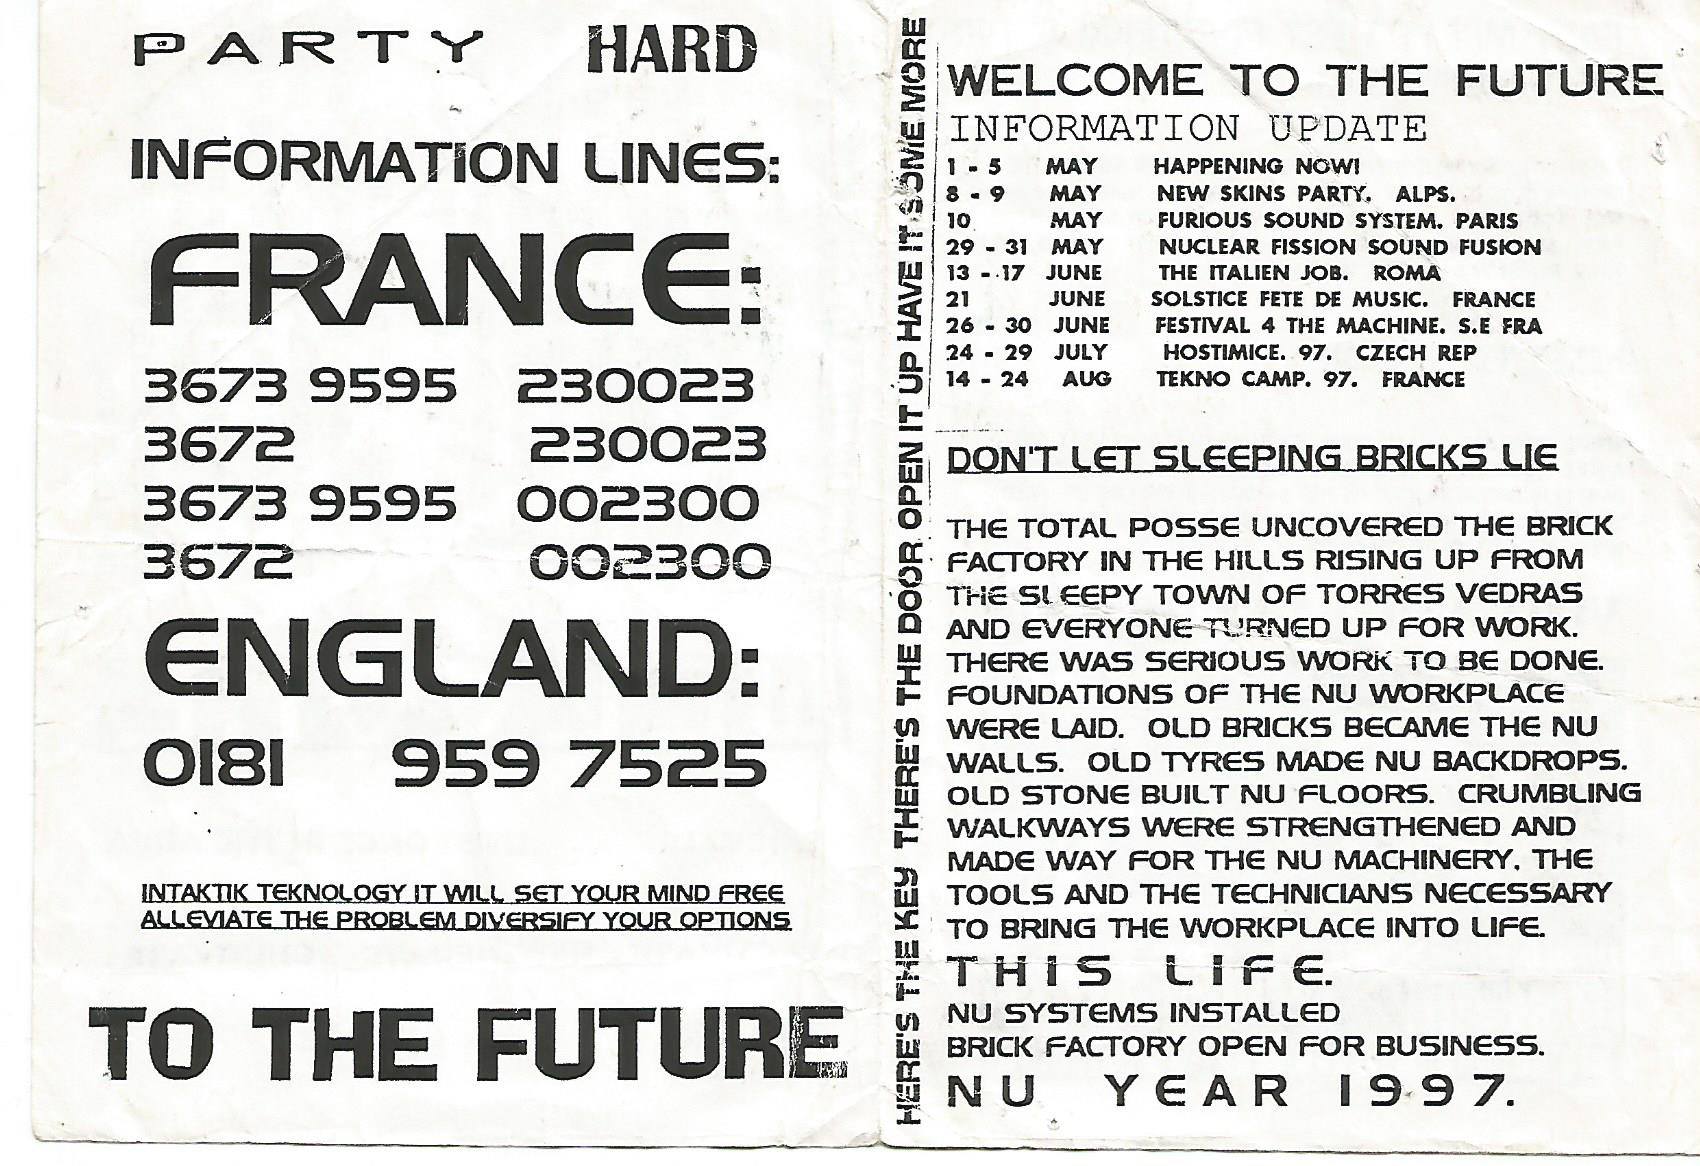 PARTY HARD
INFORMATION LINES:
FRANCE:
3673 9595 230023
3672 230023
3673 9595 002300
3672 002300
ENGLAND:
0181 959 7525
INTAKTIK TEKNOLOGY IT WILL SET YOUR MIND FREE
ALLEVIATE THE PROBLEM DIVERSIFY YOUR OPTIONS
TO THE FUTURE
HERE'S THE KEY THERE'S THE DOOR OPEN IT UP HAVE IT SOME MORE
WELCOME TO THE FUTURE
INFORMATION UPDATE
1 - 5 MAY HAPPENING NOW!
8 - 9 MAY NEW SKINS PARTY. ALPS.
10 MAY FURIOUS SOUND SYSTEM. PARIS
29 - 31 MAY NUCLEAR FISSION SOUND FUSION
13 - 17 JUNE THE ITALIEN JOB. ROMA
21 JUNE SOLSTICE FETE DE MUSIC. FRANCE
26 - 30 JUNE FESTIVAL 4 THE MACHINE. S.E FRA
24 - 29 JULY HOSTIMICE. 97. CZECH REP
14 - 24 AUG TEKNO CAMP. 97. FRANCE
DON'T LET SLEEPING BRICKS LIE
THE TOTAL POSSE UNCOVERED THE BRICK
FACTORY IN THE HILLS RISING UP FROM
THE SLEEPY TOWN OF TORRES VEDRAS
AND EVERYONE TURNED UP FOR WORK.
THERE WAS SERIOUS WORK TO BE DONE.
FOUNDATIONS OF THE NU WORKPLACE
WERE LAID. OLD BRICKS BECAME THE NU
WALLS. OLD TYRES MADE NU BACKDROPS.
OLD STONE BUILT NU FLOORS. CRUMBLING
WALKWAYS WERE STRENGTHENED AND
MADE WAY FOR THE NU MACHINERY. THE
TOOLS AND THE TECHNICIANS NECESSARY
TO BRING THE WORKPLACE INTO LIFE.
THIS LIFE.
NU SYSTEMS INSTALLED
BRICK FACTORY OPEN FOR BUSINESS.
NU YEAR 1997.